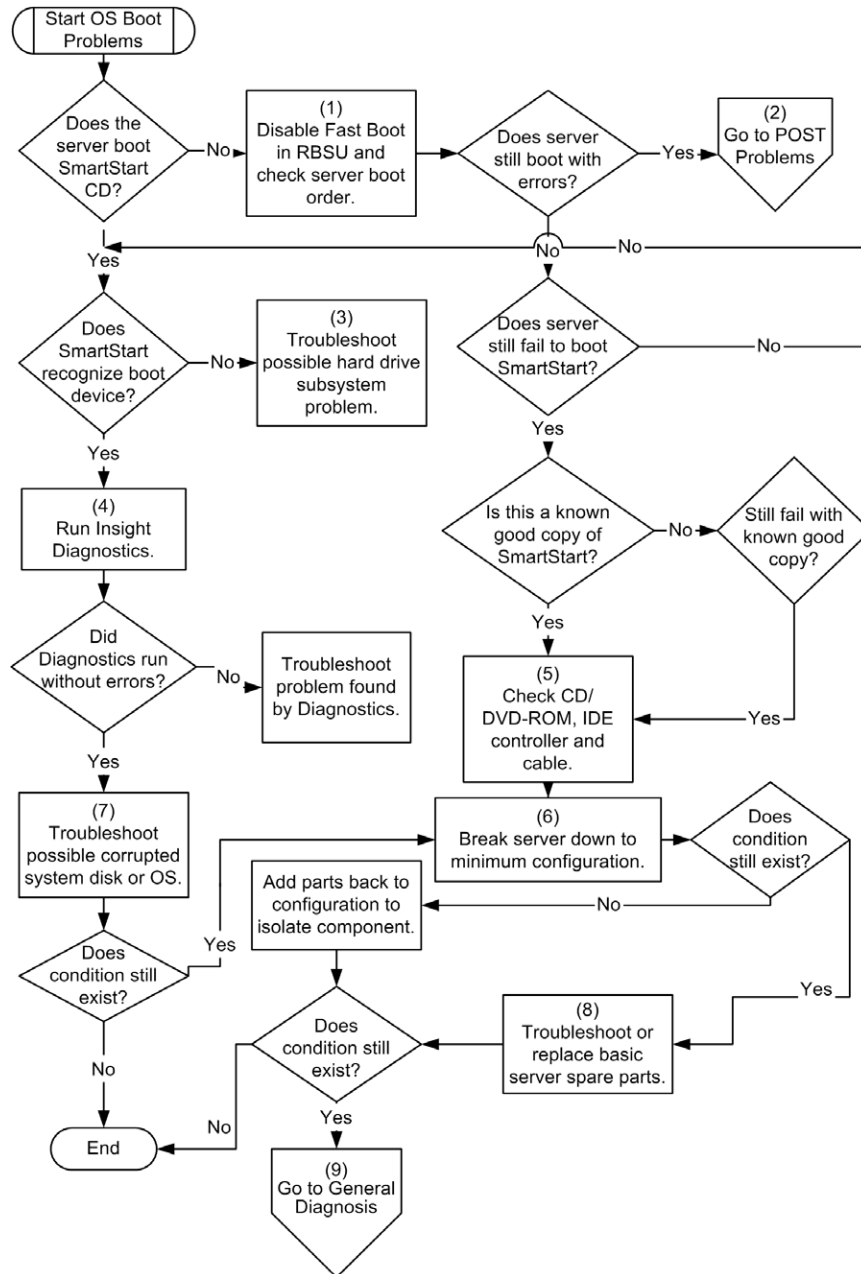 Start OS Boot
Problems
Does the
server boot
SmartStart
CD?
No
(1)
Disable Fast Boot
in RBSU and
check server boot
order.
Does server
still boot with
errors?
Yes
(2)
Go to POST
Problems
Yes
No
No
Does
SmartStart
recognize boot
device?
No
(3)
Troubleshoot
possible hard drive
subsystem
problem.
Does server
still fail to boot
SmartStart?
No
Yes
Yes
(4)
Run Insight
Diagnostics.
Is this a known
good copy of
SmartStart?
No
Still fail with
known good
copy?
Did
Diagnostics run
without errors?
No
Troubleshoot
problem found
by Diagnostics.
Yes
(5)
Check CD/
DVD-ROM, IDE
controller and
cable.
Yes
Yes
(7)
Troubleshoot
possible corrupted
system disk or OS.
(6)
Break server down to
minimum configuration.
Does
condition
still exist?
Add parts back to
configuration to
isolate component.
No
Yes
Does
condition still
exist?
Yes
No
Does
condition still
exist?
(8)
Troubleshoot or
replace basic
server spare parts.
No
Yes
End
(9)
Go to General
Diagnosis